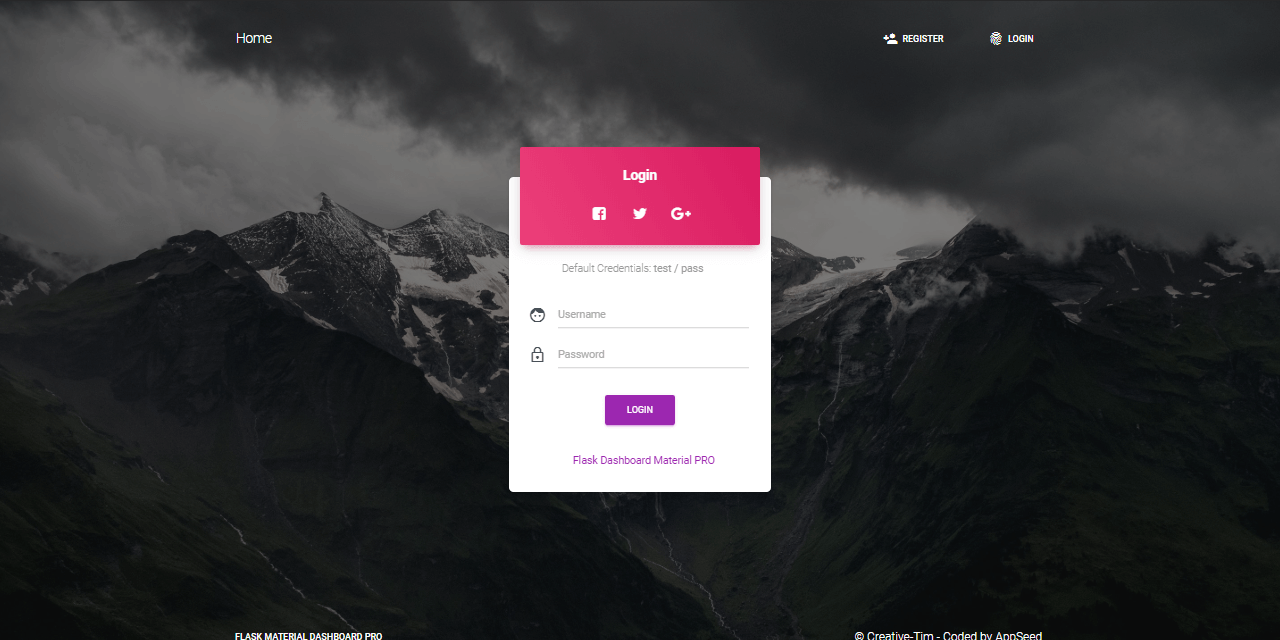 Home
REGISTER
LOGIN
Login
G+
Default Credentials: test / pass
Username
Password
LOGIN
Flask Dashboard Material PRO
FLASK MATERIAL DASHBOARD PRO
© Creative-Tim - Coded by AppSeed